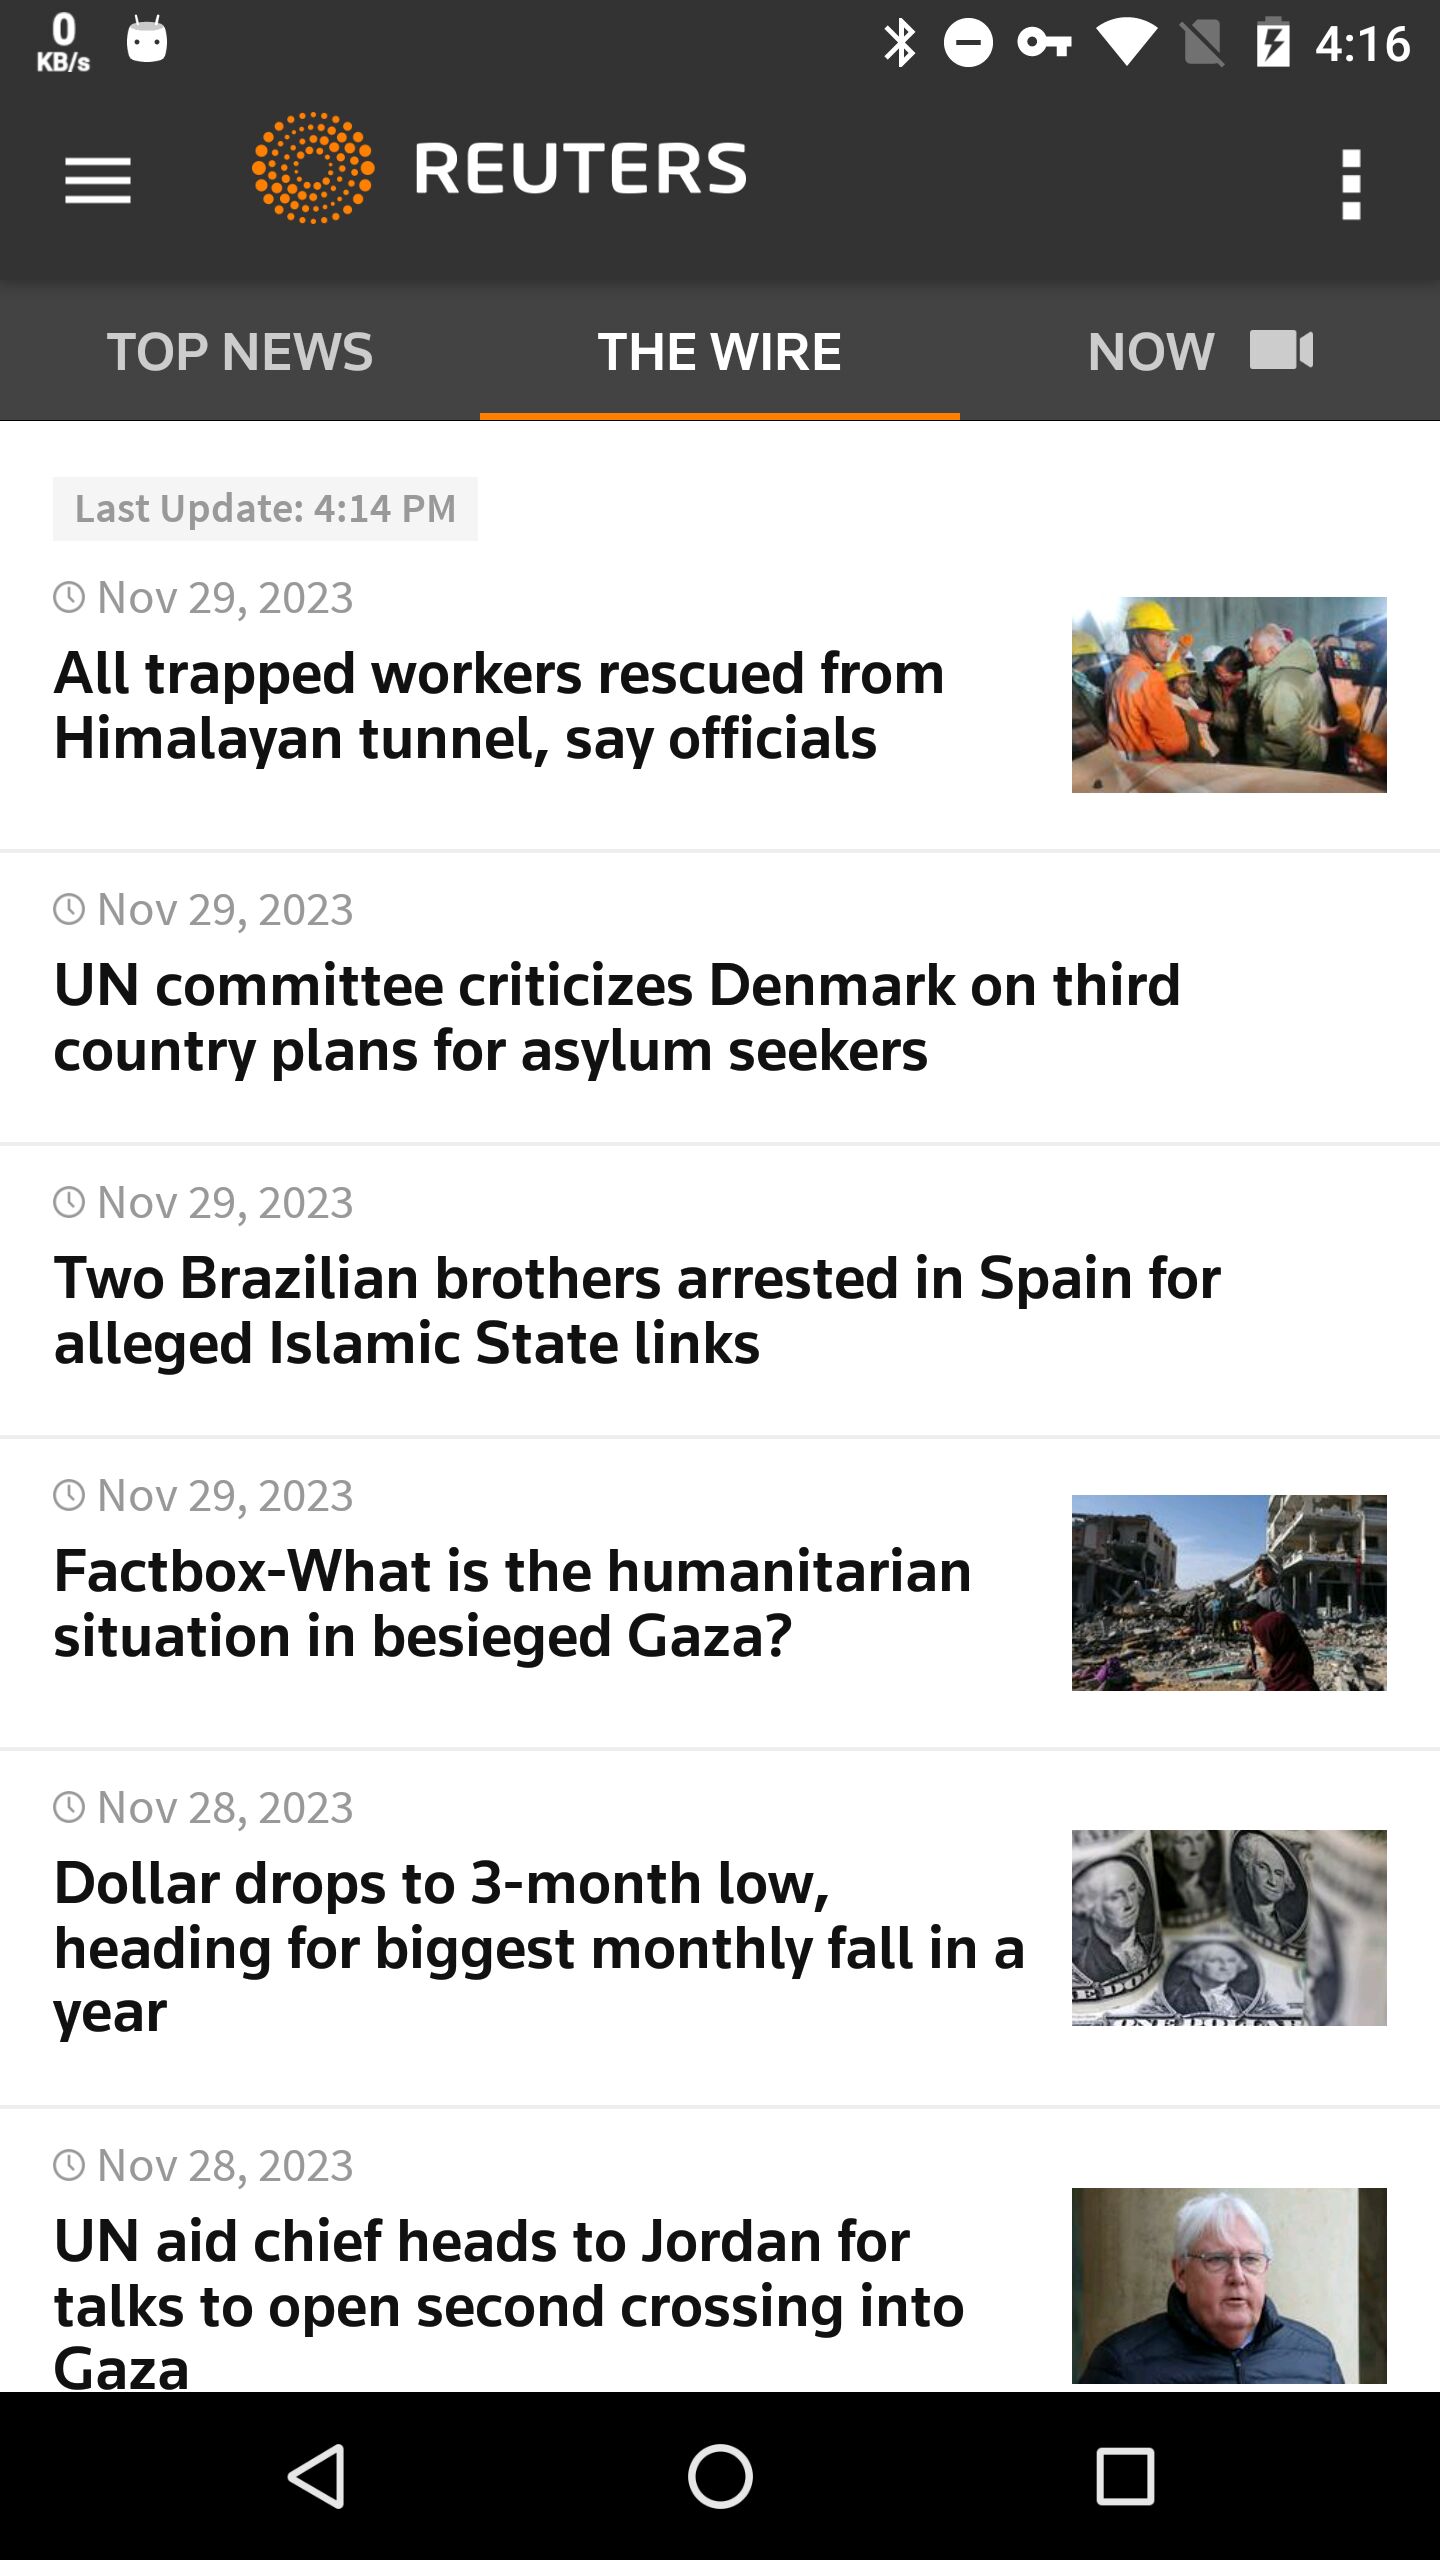 0
KB/s
4:16
REUTERS
TOP NEWS
THE WIRE
NOW
Last Update: 4:14 PM
Nov 29, 2023
All trapped workers rescued from
Himalayan tunnel, say officials
Nov 29, 2023
UN committee criticizes Denmark on third
country plans for asylum seekers
Nov 29, 2023
Two Brazilian brothers arrested in Spain for
alleged Islamic State links
Nov 29, 2023
Factbox-What is the humanitarian
situation in besieged Gaza?
Nov 28, 2023
Dollar drops to 3-month low,
heading for biggest monthly fall in a
year
Nov 28, 2023
UN aid chief heads to Jordan for
talks to open second crossing into
Gaza